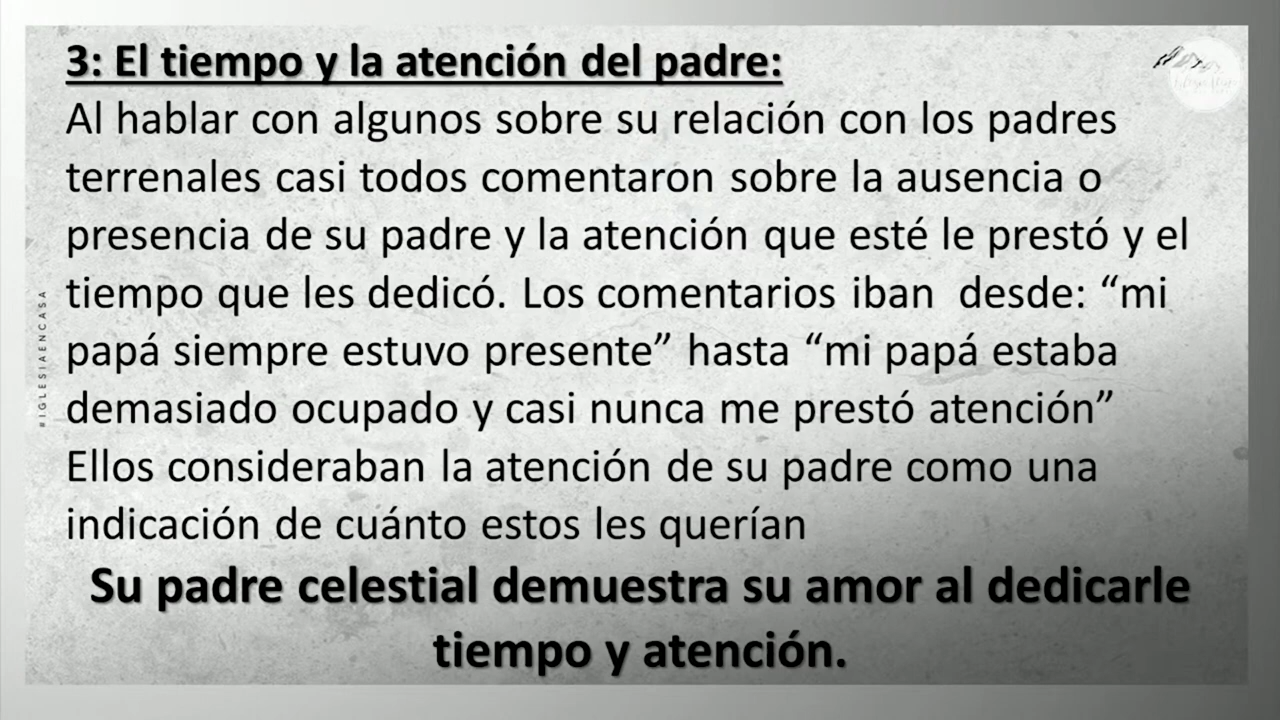 3: El tiempo y la atención del padre:
Al hablar con algunos sobre su relación con los padres
terrenales casi todos comentaron sobre la ausencia o
presencia de su padre y la atención que esté le prestó y el
tiempo que les dedicó. Los comentarios iban  desde: “mi
papá siempre estuvo presente” hasta “mi papá estaba
demasiado ocupado y casi nunca me prestó atención”
Ellos consideraban la atención de su padre como una
indicación de cuánto estos les querían
Su padre celestial demuestra su amor al dedicarle
tiempo y atención.
#IGLESIAENCASA